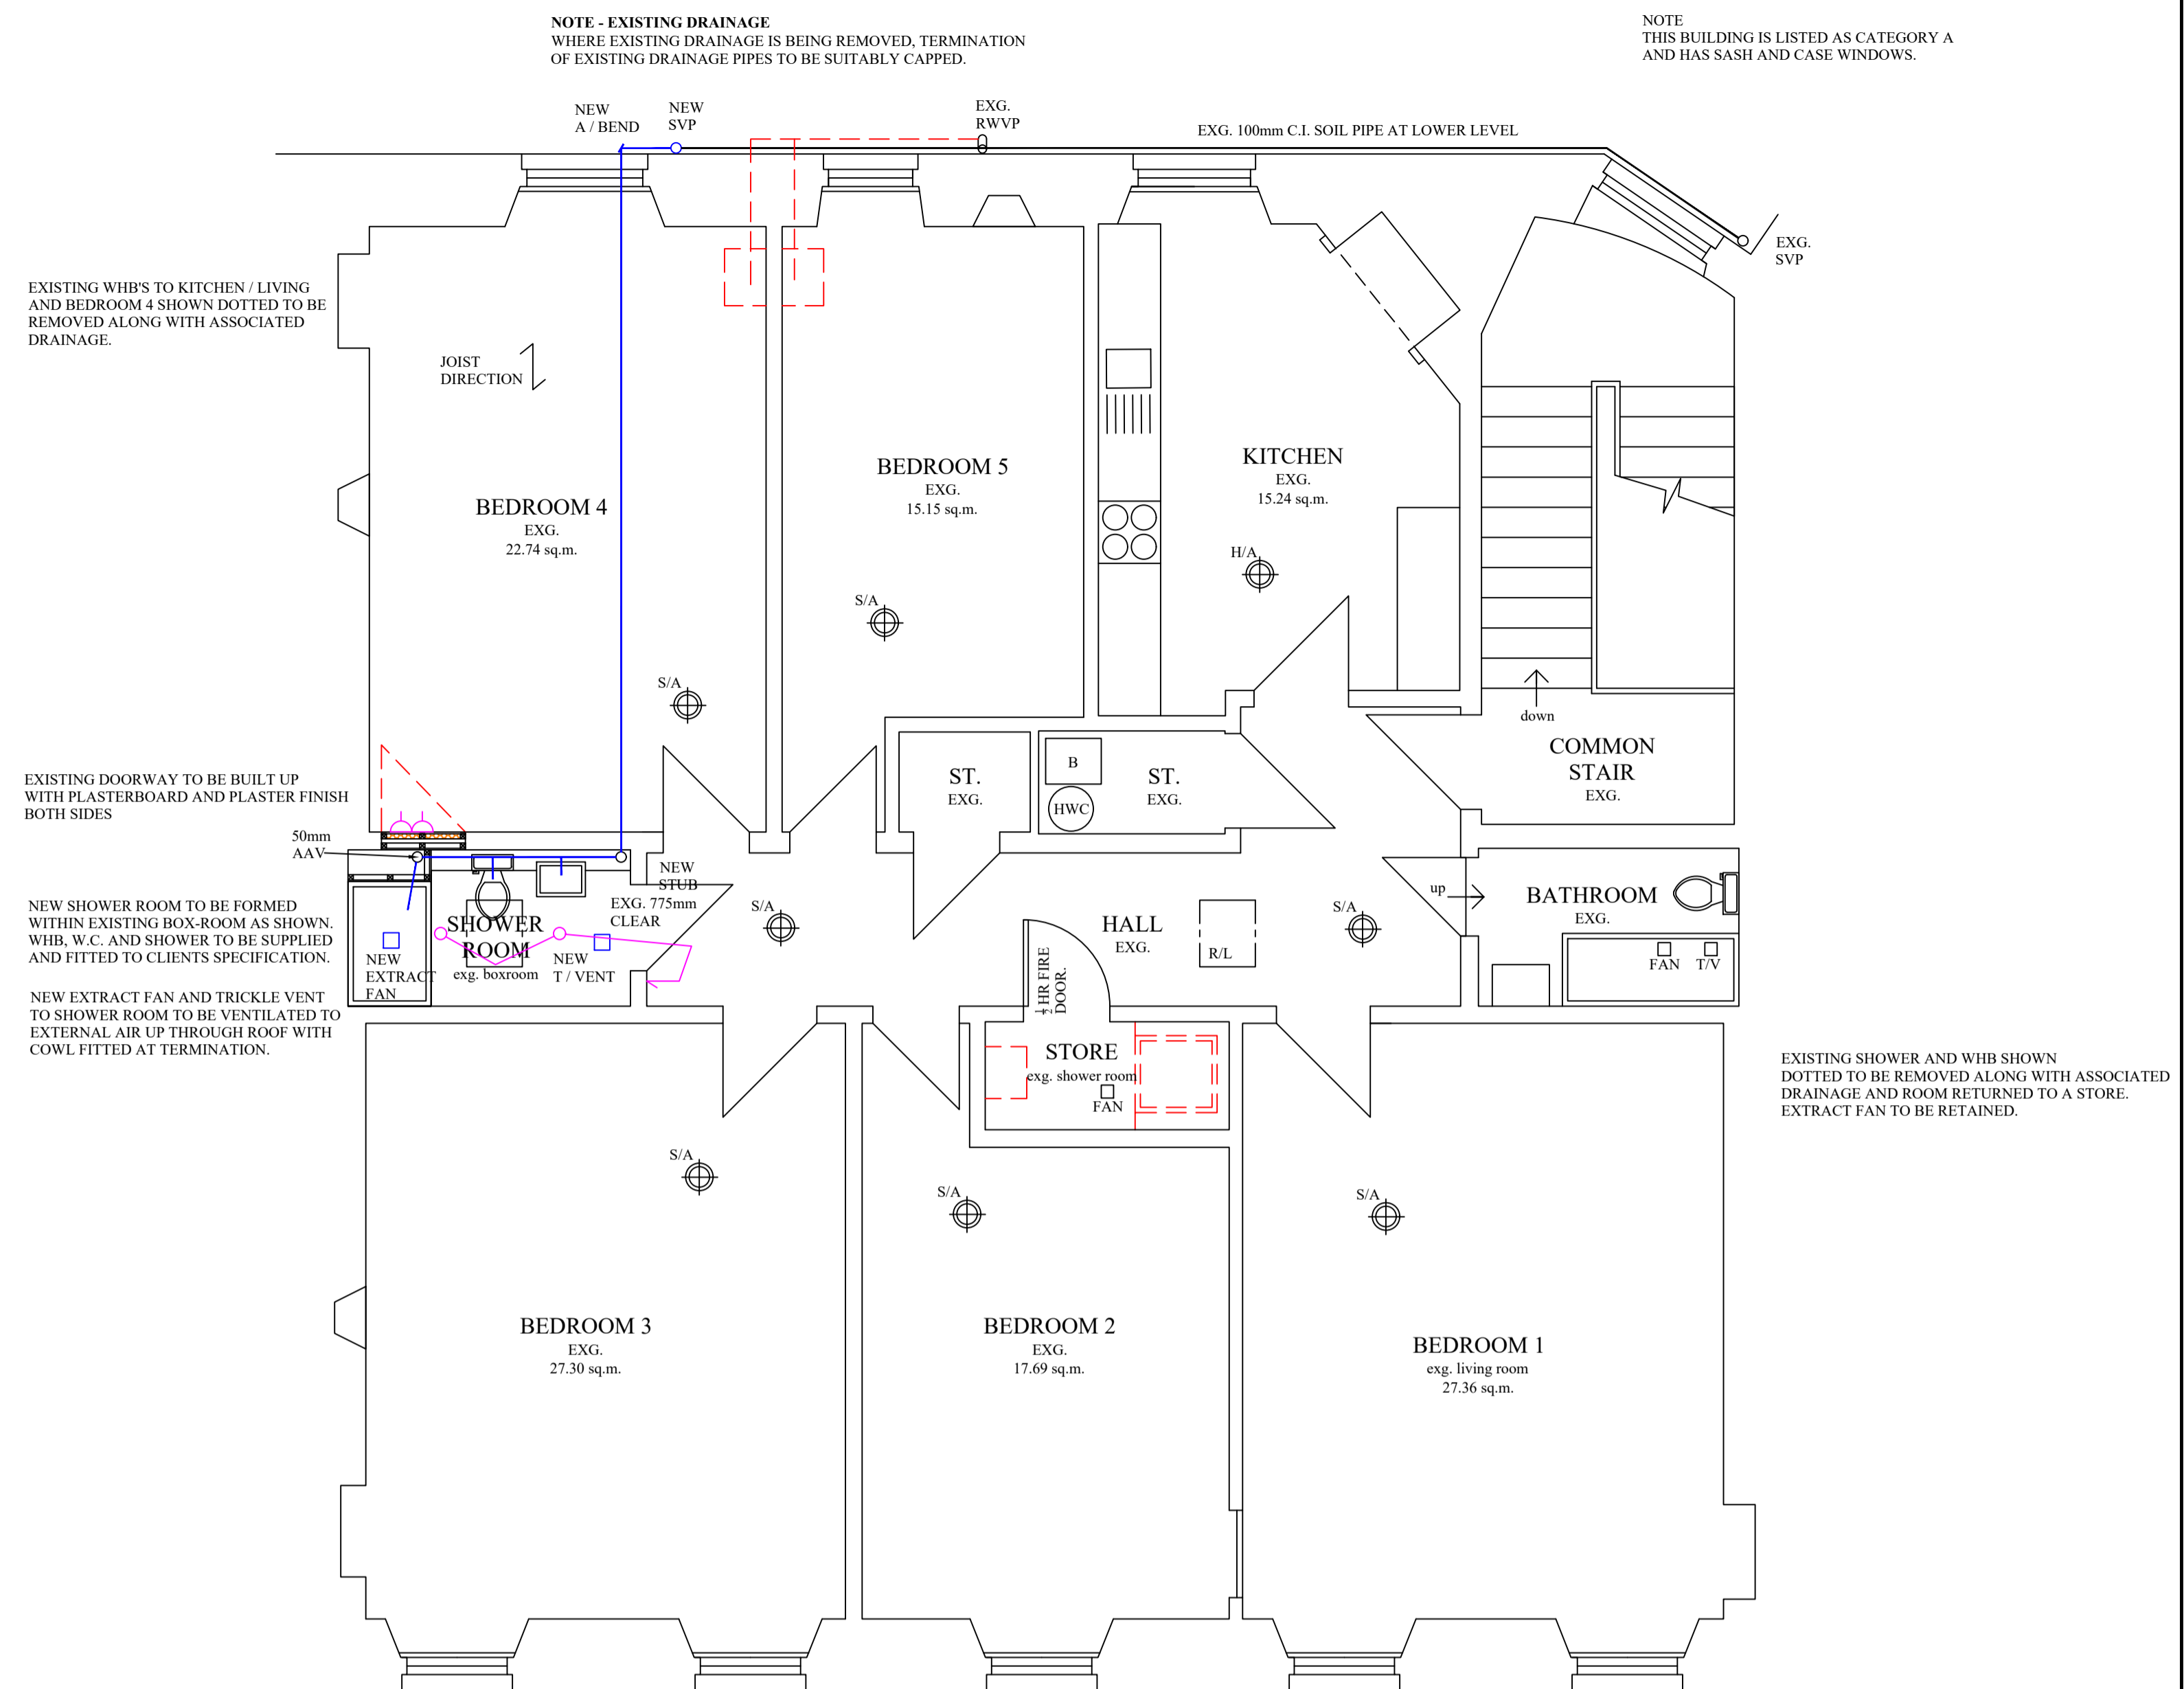 NOTE - EXISTING DRAINAGE
WHERE EXISTING DRAINAGE IS BEING REMOVED, TERMINATION
OF EXISTING DRAINAGE PIPES TO BE SUITABLY CAPPED.
NOTE
THIS BUILDING IS LISTED AS CATEGORY A
AND HAS SASH AND CASE WINDOWS.
NEW
A / BEND
NEW
SVP
EXG.
RWVP
EXG. 100mm C.I. SOIL PIPE AT LOWER LEVEL
EXG.
SVP
EXISTING WHB'S TO KITCHEN / LIVING
AND BEDROOM 4 SHOWN DOTTED TO BE
REMOVED ALONG WITH ASSOCIATED
DRAINAGE.
JOIST
DIRECTION
BEDROOM 4
EXG.
22.74 sq.m.
BEDROOM 5
EXG.
15.15 sq.m.
KITCHEN
EXG.
15.24 sq.m.
H/A
S/A
S/A
down
COMMON
STAIR
EXG.
ST.
EXG.
B
HWC
ST.
EXG.
EXISTING DOORWAY TO BE BUILT UP
WITH PLASTERBOARD AND PLASTER FINISH
BOTH SIDES
50mm
AAV
NEW
STUB
EXG. 775mm
CLEAR
NEW SHOWER ROOM TO BE FORMED
WITHIN EXISTING BOX-ROOM AS SHOWN.
WHB, W.C. AND SHOWER TO BE SUPPLIED
AND FITTED TO CLIENTS SPECIFICATION.
NEW EXTRACT FAN AND TRICKLE VENT
TO SHOWER ROOM TO BE VENTILATED TO
EXTERNAL AIR UP THROUGH ROOF WITH
COWL FITTED AT TERMINATION.
SHOWER
ROOM
exg. boxroom
NEW
EXTRACT
FAN
NEW
T / VENT
S/A
HALL
EXG.
R/L
S/A
up
BATHROOM
EXG.
FAN
T/V
1/2 HR FIRE
DOOR.
STORE
exg. shower room
FAN
EXISTING SHOWER AND WHB SHOWN
DOTTED TO BE REMOVED ALONG WITH ASSOCIATED
DRAINAGE AND ROOM RETURNED TO A STORE.
EXTRACT FAN TO BE RETAINED.
S/A
S/A
S/A
BEDROOM 3
EXG.
27.30 sq.m.
BEDROOM 2
EXG.
17.69 sq.m.
BEDROOM 1
exg. living room
27.36 sq.m.